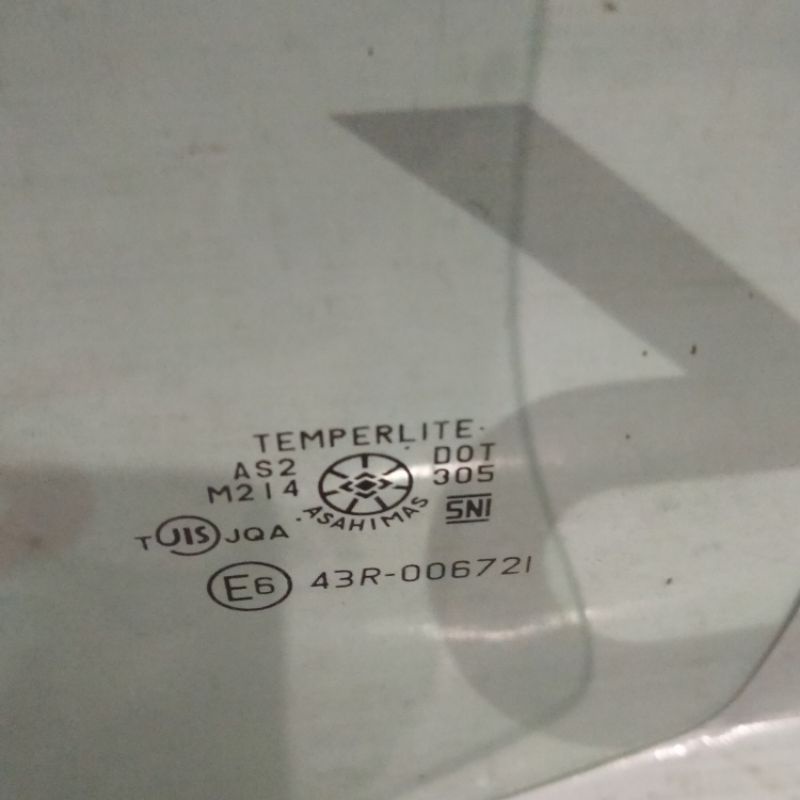 TEMPERLITE
AS2
M214
DOT
305
ASAHIMAS
SNI
T JIS JQA
E6 43R-006721